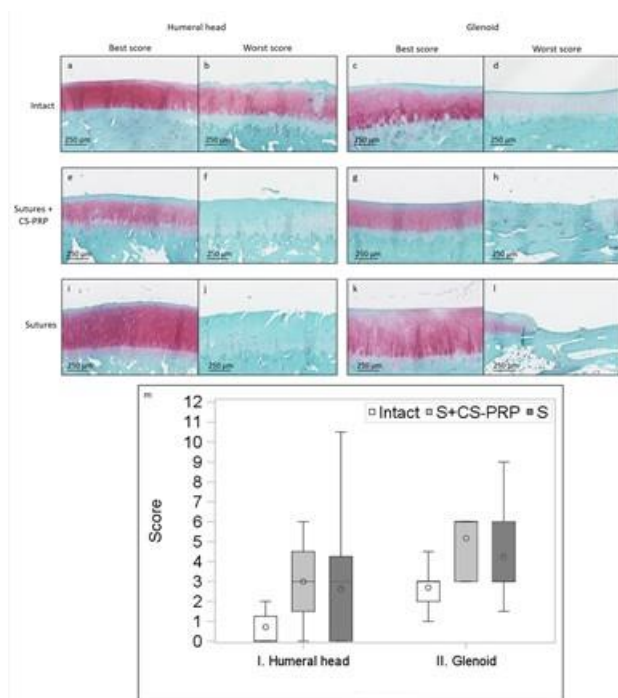 Humeral head Glenoid
Best score Worst score Best score Worst score
a b c d
Intact
250 µm 250 µm 250 µm 250 µm
e f g h
Sutures +
CS-PRP
250 µm 250 µm 250 µm 250 µm
i j k l
Sutures
250 µm 250 µm 250 µm 250 µm
m
Intact S+CS-PRP S
12
11
10
9
8
7
6
5
4
3
2
1
0
Score
I. Humeral head II. Glenoid